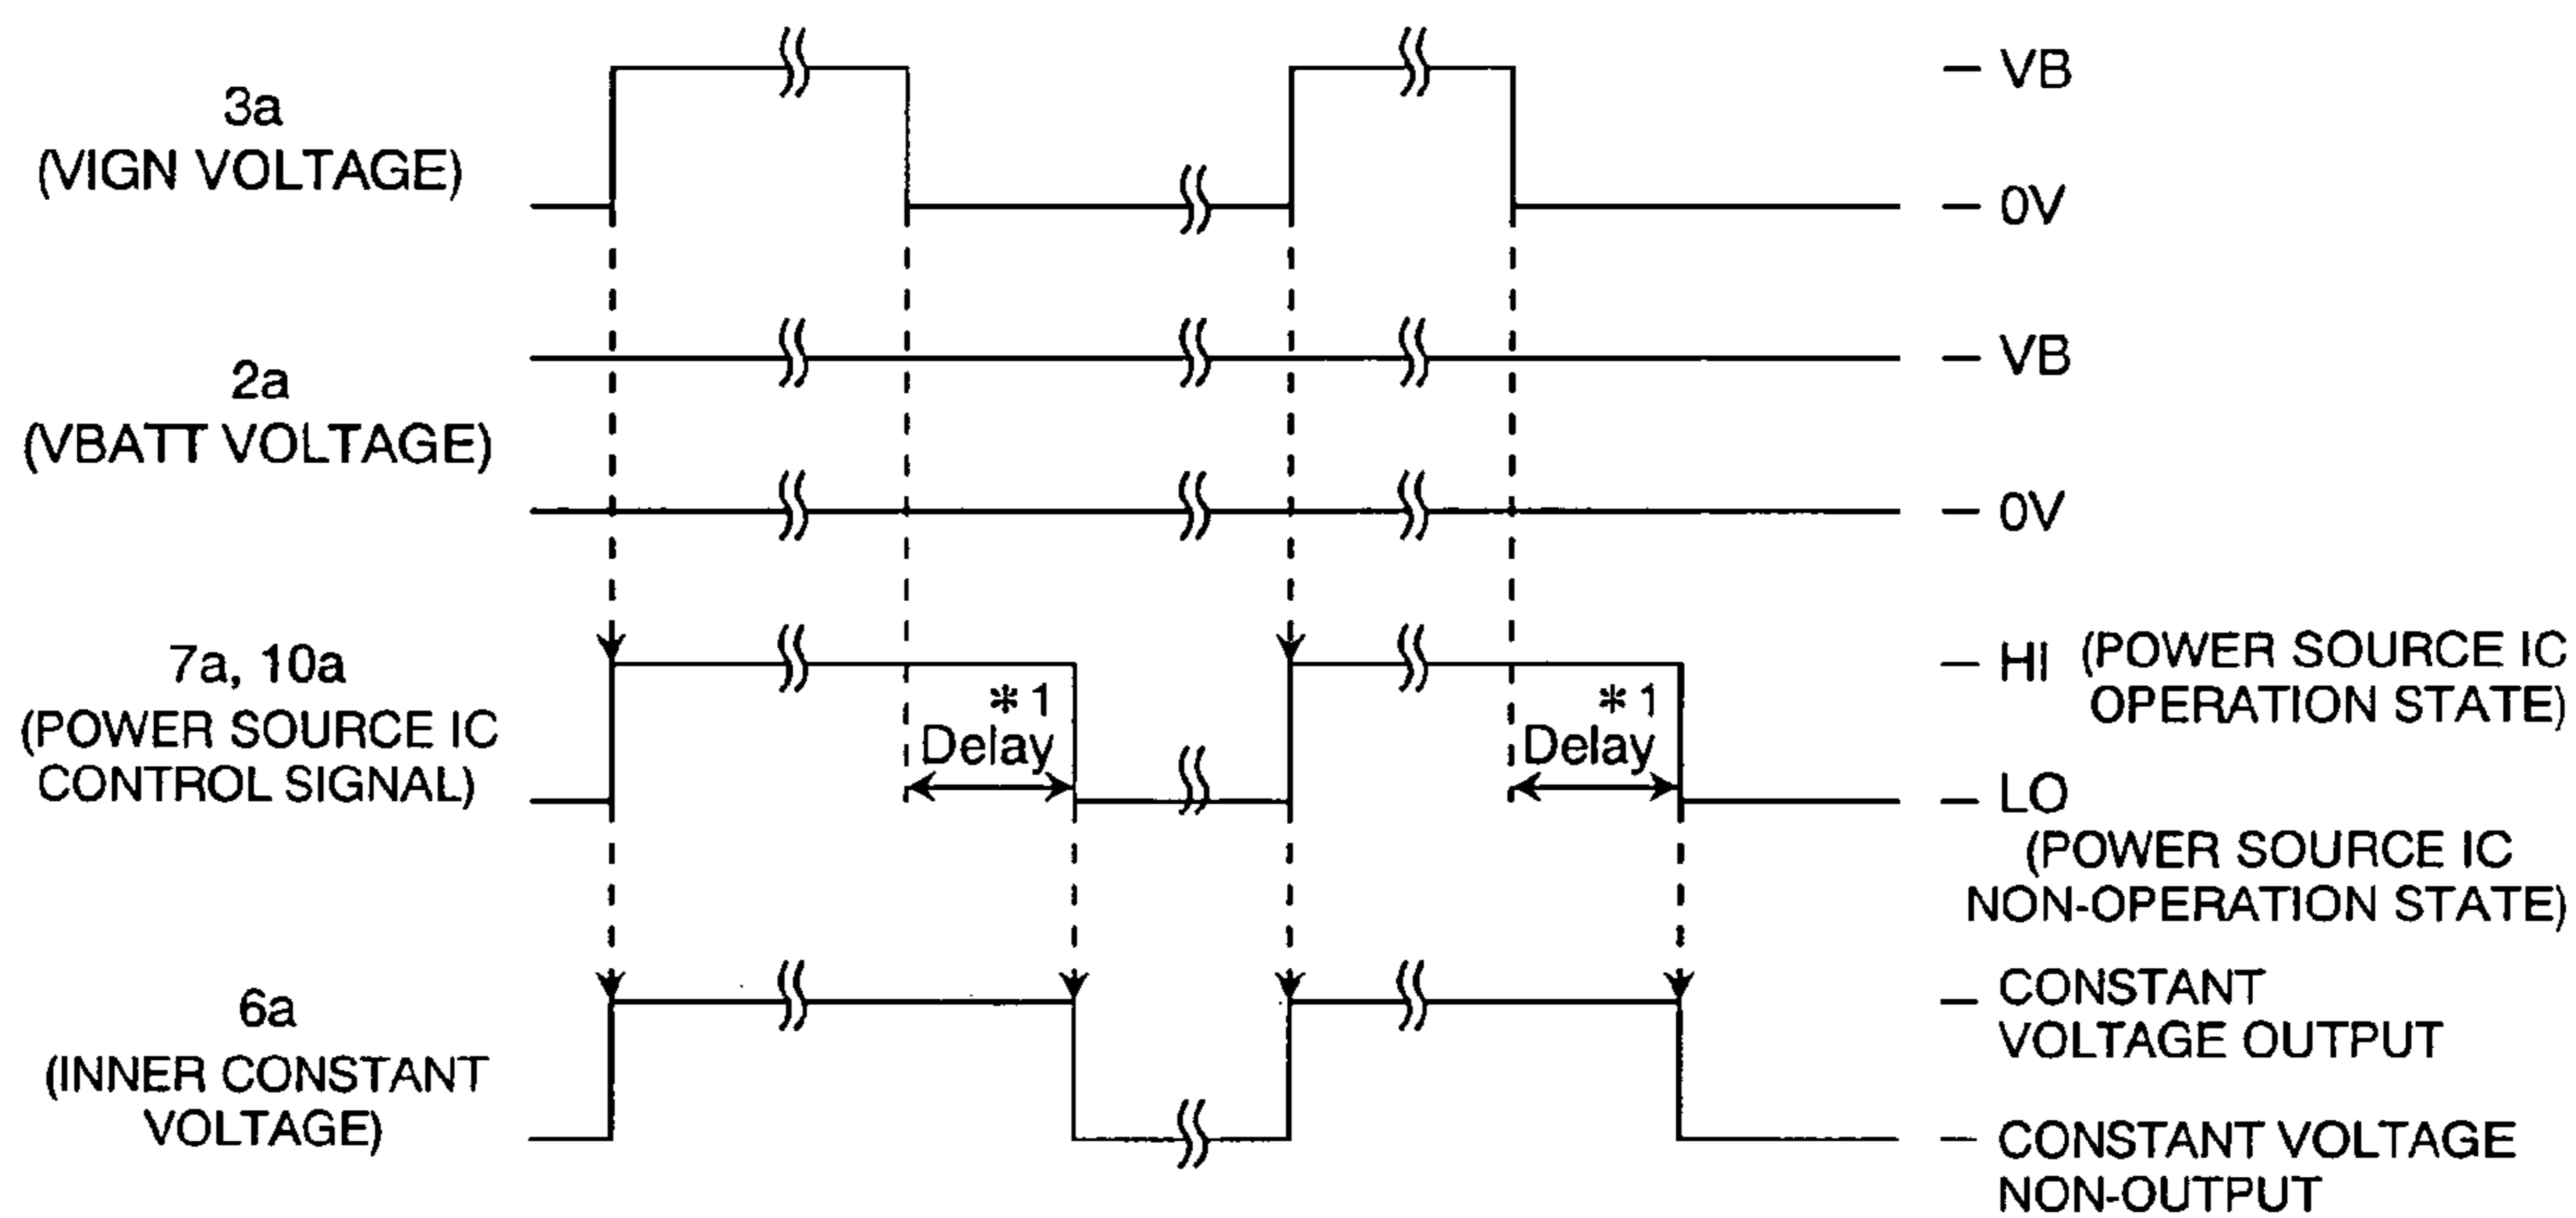 3a
(VIGN VOLTAGE)
VB
0V
2a
(VBATT VOLTAGE)
VB
0V
7a, 10a
(POWER SOURCE IC
CONTROL SIGNAL)
*1
Delay
*1
Delay
HI (POWER SOURCE IC
OPERATION STATE)
LO
(POWER SOURCE IC
NON-OPERATION STATE)
6a
(INNER CONSTANT
VOLTAGE)
CONSTANT
VOLTAGE OUTPUT
CONSTANT VOLTAGE
NON-OUTPUT